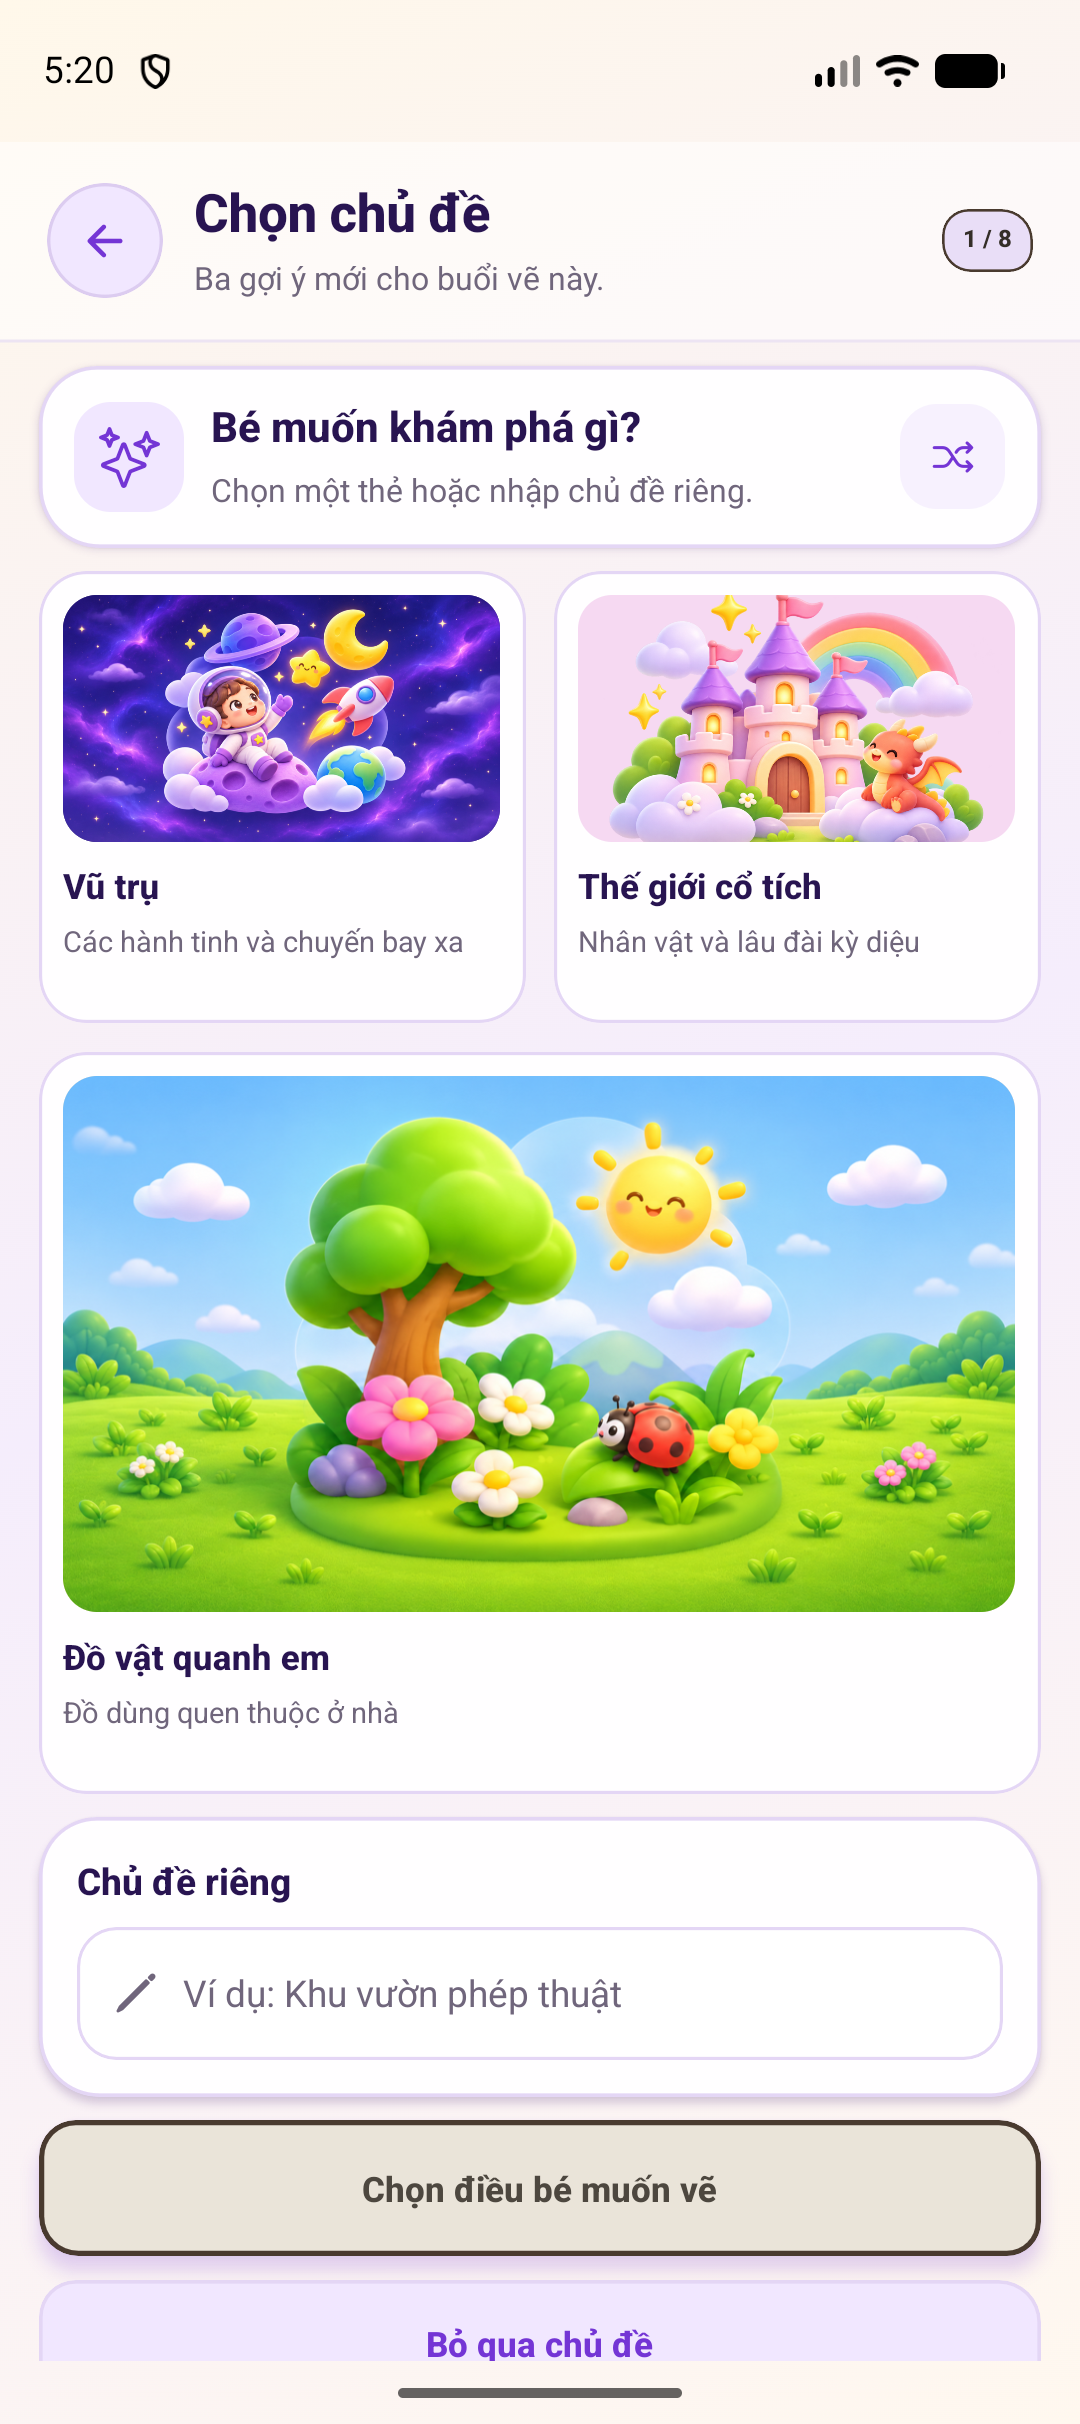 5:20
Chọn chủ đề
Ba gợi ý mới cho buổi vẽ này.
1 / 8
Bé muốn khám phá gì?
Chọn một thẻ hoặc nhập chủ đề riêng.
Vũ trụ
Các hành tinh và chuyến bay xa
Thế giới cổ tích
Nhân vật và lâu đài kỳ diệu
Đồ vật quanh em
Đồ dùng quen thuộc ở nhà
Chủ đề riêng
Ví dụ: Khu vườn phép thuật
Chọn điều bé muốn vẽ
Bỏ qua chủ đề